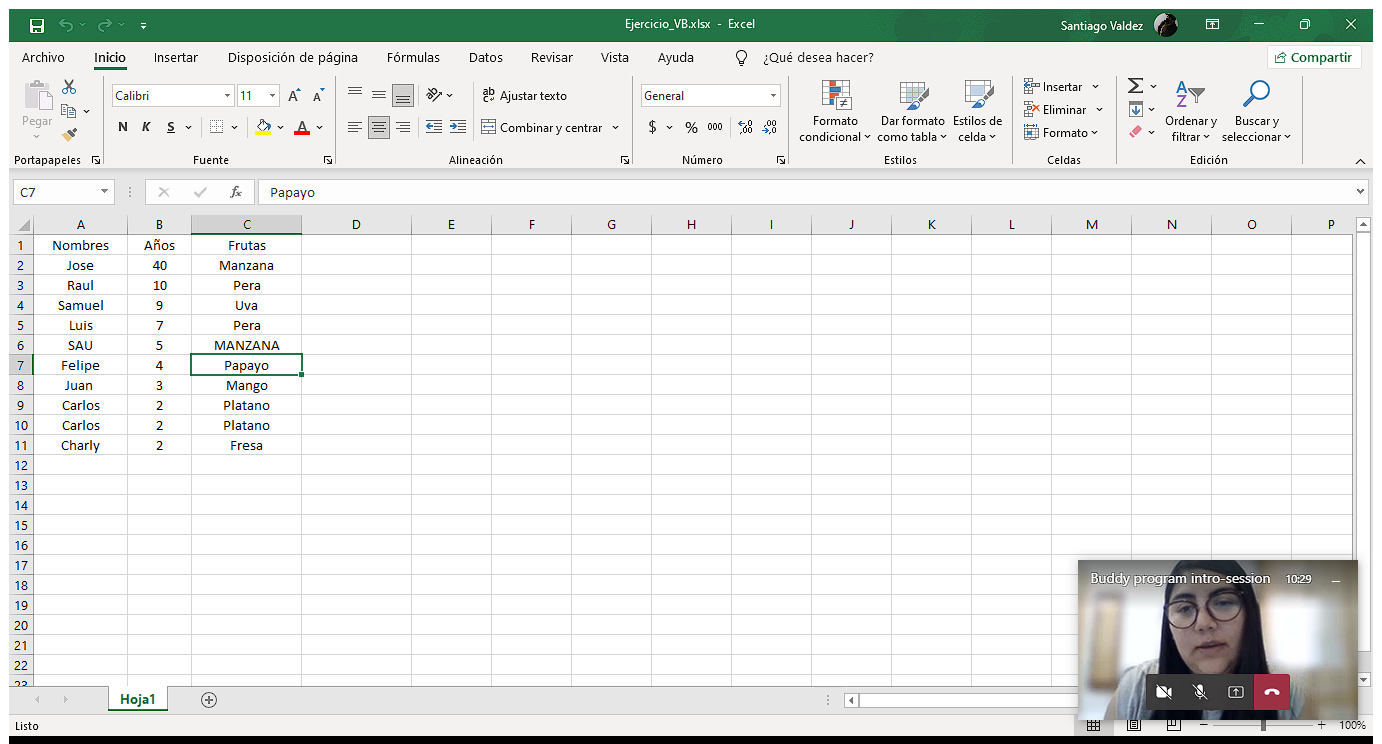 Ejercicio_VB.xlsx - Excel
Santiago Valdez
Archivo Inicio Insertar Disposición de página Fórmulas Datos Revisar Vista Ayuda ¿Qué desea hacer? Compartir
Pegar
Calibri 11
N K S
A A
A
ab c Ajustar texto
Combinar y centrar
General
$ % 000
Formato condicional
Dar formato como tabla
Estilos de celda
Insertar
Eliminar
Formato
Ordenar y filtrar
Buscar y seleccionar
Portapapeles Fuente Alineación Número Estilos Celdas Edición
C7 fx Papayo
A B C D E F G H I J K L M N O P
1 Nombres Años Frutas
2 Jose 40 Manzana
3 Raul 10 Pera
4 Samuel 9 Uva
5 Luis 7 Pera
6 SAU 5 MANZANA
7 Felipe 4 Papayo
8 Juan 3 Mango
9 Carlos 2 Platano
10 Carlos 2 Platano
11 Charly 2 Fresa
12
13
14
15
16
17
18
19
20
21
22
23
Buddy program intro-session 10:29
Hoja1
Listo
100%